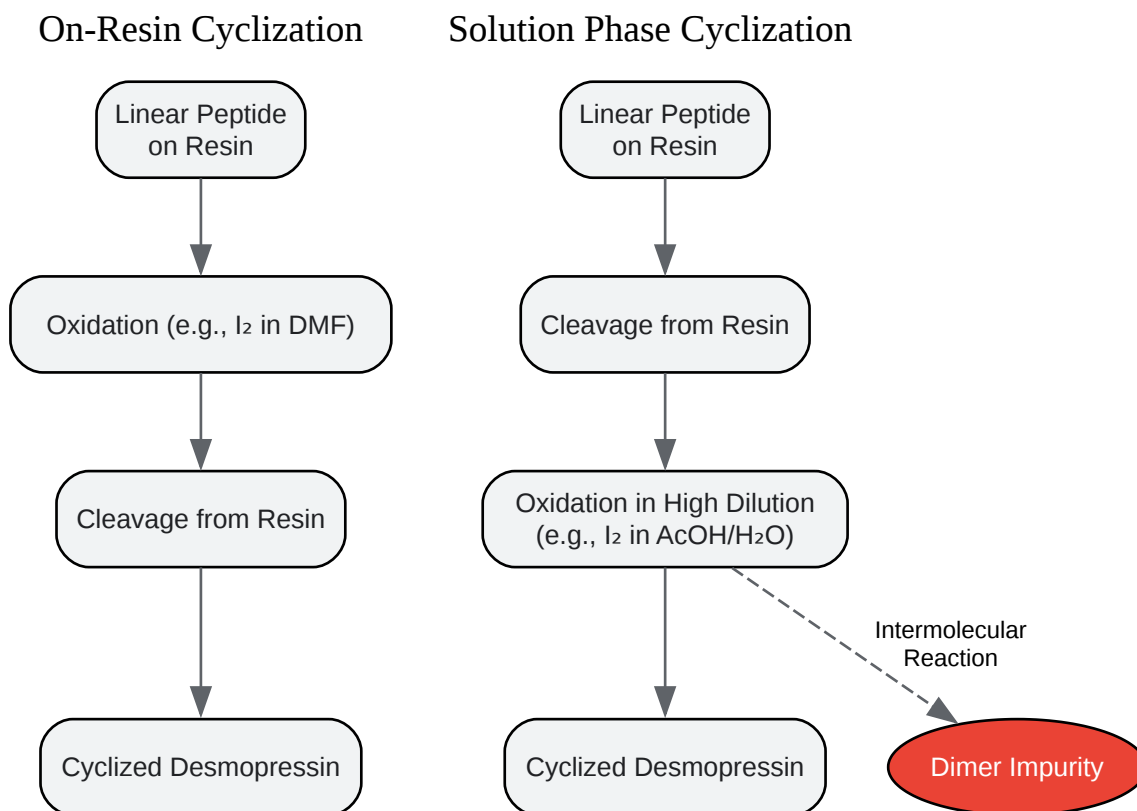 On-Resin Cyclization
Linear Peptide
on Resin
Oxidation (e.g., I₂ in DMF)
Cleavage from Resin
Cyclized Desmopressin
Solution Phase Cyclization
Linear Peptide
on Resin
Cleavage from Resin
Oxidation in High Dilution
(e.g., I₂ in AcOH/H₂O)
Intermolecular
Reaction
Cyclized Desmopressin
Dimer Impurity